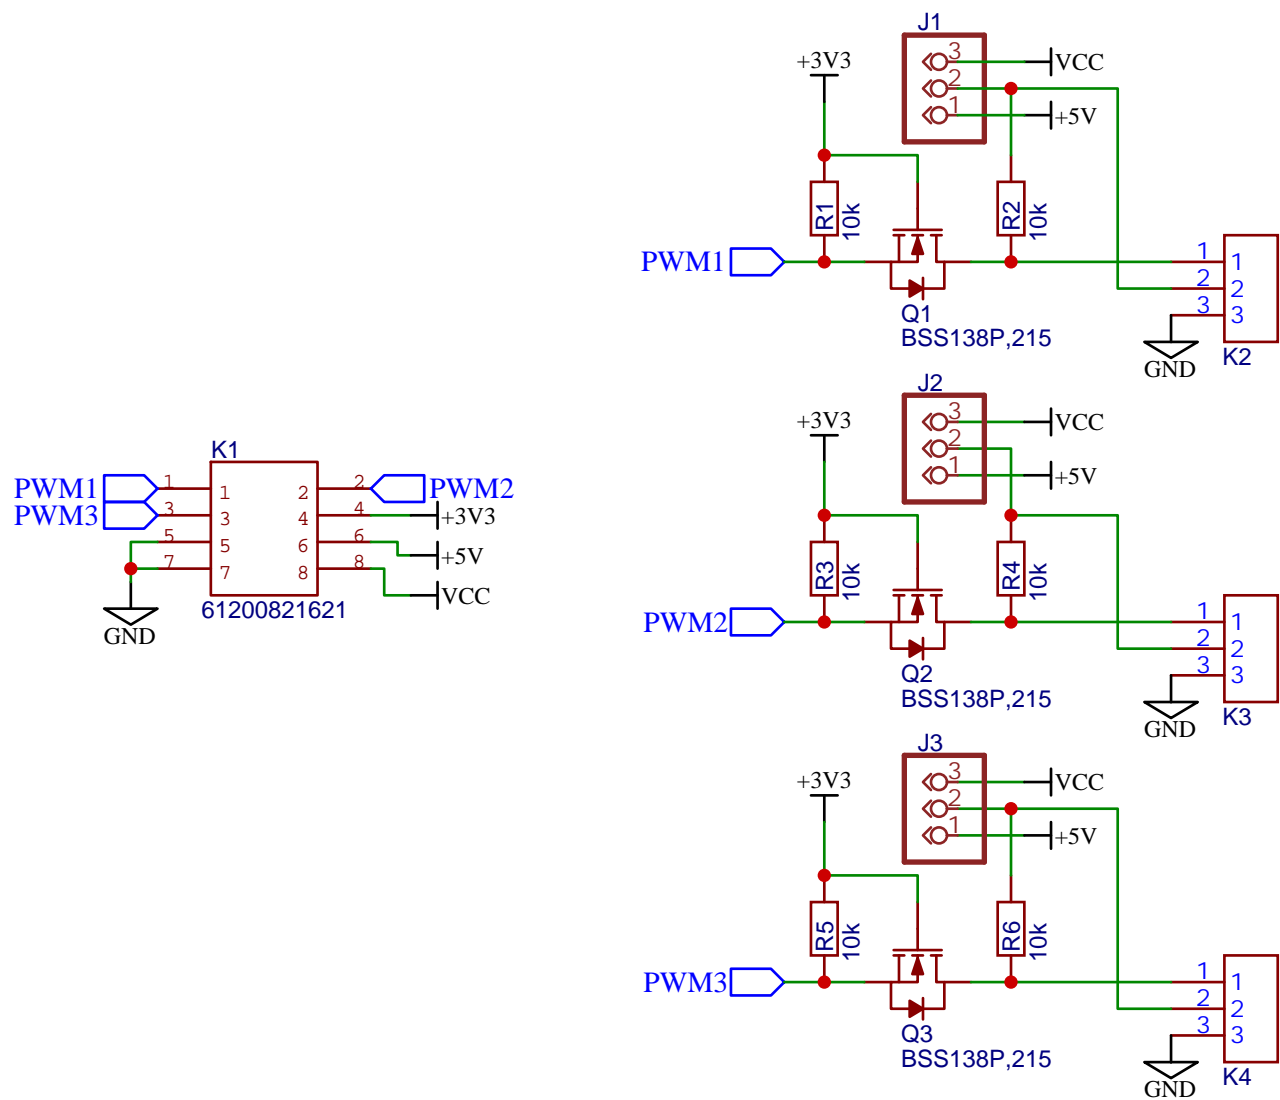 K1
PWM1 1 1 2 2 PWM2
PWM3 3 3 4 4 +3V3
5 5 6 6 +5V
7 7 8 8 VCC
GND
61200821621
J1
+3V3
3 VCC
2
1 +5V
R1 10k
R2 10k
PWM1
Q1
BSS138P,215
1 1
2 2
3 3
GND
K2
J2
+3V3
3 VCC
2
1 +5V
R3 10k
R4 10k
PWM2
Q2
BSS138P,215
1 1
2 2
3 3
GND
K3
J3
+3V3
3 VCC
2
1 +5V
R5 10k
R6 10k
PWM3
Q3
BSS138P,215
1 1
2 2
3 3
GND
K4